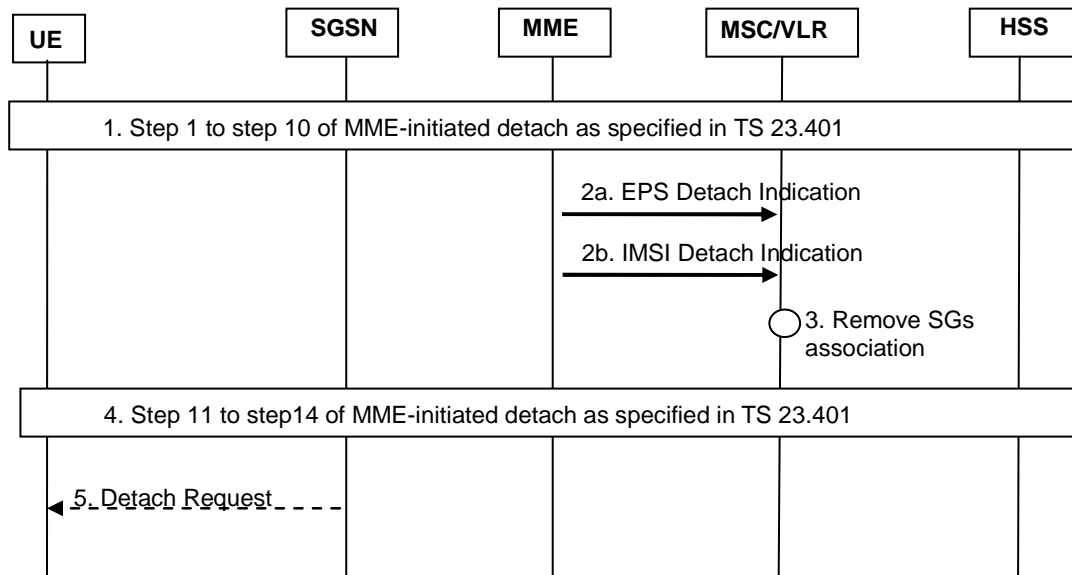 UE
SGSN
MME
MSC/VLR
HSS
1. Step 1 to step 10 of MME-initiated detach as specified in TS 23.401
2a. EPS Detach Indication
2b. IMSI Detach Indication
3. Remove SGs
association
4. Step 11 to step14 of MME-initiated detach as specified in TS 23.401
5. Detach Request